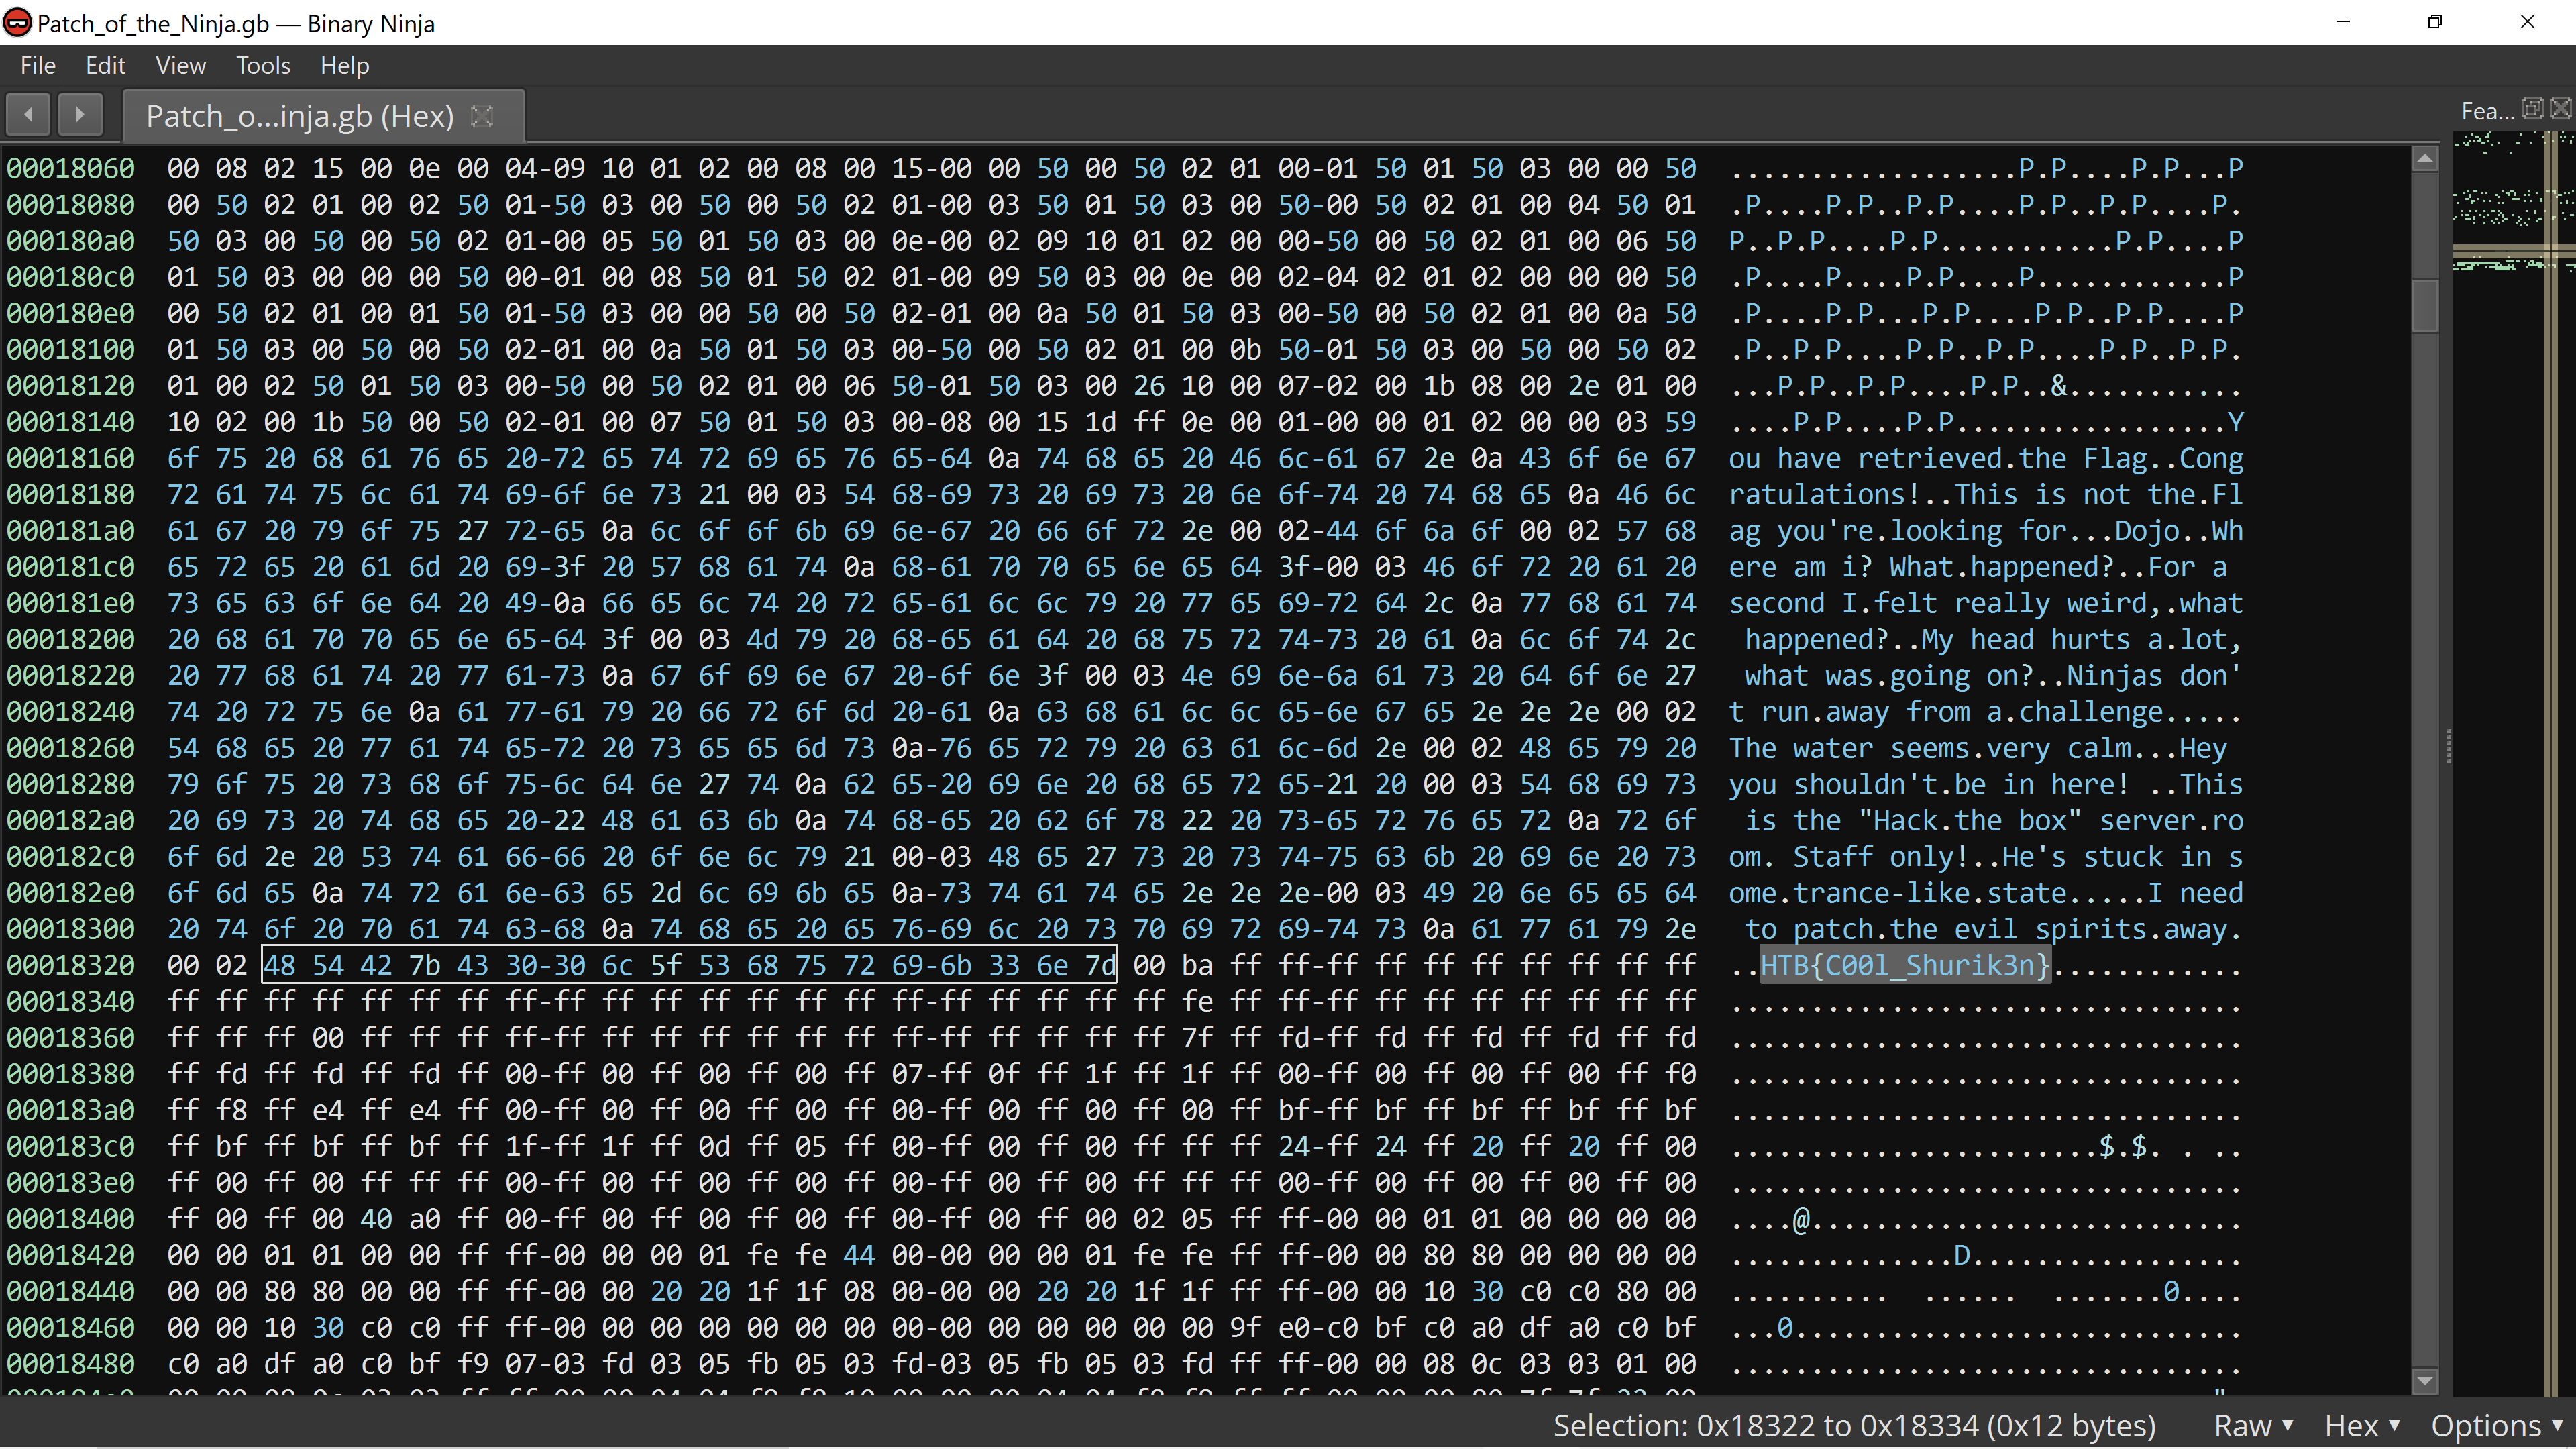 Patch_of_the_Ninja.gb — Binary Ninja
File Edit View Tools Help
Patch_o...inja.gb (Hex)
Fea...
00018060 00 08 02 15 00 0e 00 04-09 10 01 02 00 08 00 15-00 00 50 00 50 02 01 00-01 50 01 50 03 00 00 50 ..................P.P....P.P...P
00018080 00 50 02 01 00 02 50 01-50 03 00 50 00 50 02 01-00 03 50 01 50 03 00 50-00 50 02 01 00 04 50 01 .P....P.P..P.P....P.P..P.P....P.
000180a0 50 03 00 50 00 50 02 01-00 05 50 01 50 03 00 0e-00 02 09 10 01 02 00 00-50 00 50 02 01 00 06 50 P..P.P....P.P...........P.P....P
000180c0 01 50 03 00 00 00 50 00-01 00 08 50 01 50 02 01-00 09 50 03 00 0e 00 02-04 02 01 02 00 00 00 50 .P....P....P.P....P............P
000180e0 00 50 02 01 00 01 50 01-50 03 00 00 50 00 50 02-01 00 0a 50 01 50 03 00-50 00 50 02 01 00 0a 50 .P....P.P...P.P....P.P..P.P....P
00018100 01 50 03 00 50 00 50 02-01 00 0a 50 01 50 03 00-50 00 50 02 01 00 0b 50-01 50 03 00 50 00 50 02 .P..P.P....P.P..P.P....P.P..P.P.
00018120 01 00 02 50 01 50 03 00-50 00 50 02 01 00 06 50-01 50 03 00 26 10 00 07-02 00 1b 08 00 2e 01 00 ...P.P..P.P....P.P..&...........
00018140 10 02 00 1b 50 00 50 02-01 00 07 50 01 50 03 00-08 00 15 1d ff 0e 00 01-00 00 01 02 00 00 03 59 ....P.P....P.P.................Y
00018160 6f 75 20 68 61 76 65 20-72 65 74 72 69 65 76 65-64 0a 74 68 65 20 46 6c-61 67 2e 0a 43 6f 6e 67 ou have retrieved.the Flag..Cong
00018180 72 61 74 75 6c 61 74 69-6f 6e 73 21 00 03 54 68-69 73 20 69 73 20 6e 6f-74 20 74 68 65 0a 46 6c ratulations!..This is not the.Fl
000181a0 61 67 20 79 6f 75 27 72-65 0a 6c 6f 6f 6b 69 6e-67 20 66 6f 72 2e 00 02-44 6f 6a 6f 00 02 57 68 ag you're.looking for...Dojo..Wh
000181c0 65 72 65 20 61 6d 20 69-3f 20 57 68 61 74 0a 68-61 70 70 65 6e 65 64 3f-00 03 46 6f 72 20 61 20 ere am i? What.happened?..For a
000181e0 73 65 63 6f 6e 64 20 49-0a 66 65 6c 74 20 72 65-61 6c 6c 79 20 77 65 69-72 64 2c 0a 77 68 61 74 second I.felt really weird,.what
00018200 20 68 61 70 70 65 6e 65-64 3f 00 03 4d 79 20 68-65 61 64 20 68 75 72 74-73 20 61 0a 6c 6f 74 2c  happened?..My head hurts a.lot,
00018220 20 77 68 61 74 20 77 61-73 0a 67 6f 69 6e 67 20-6f 6e 3f 00 03 4e 69 6e-6a 61 73 20 64 6f 6e 27  what was.going on?..Ninjas don'
00018240 74 20 72 75 6e 0a 61 77-61 79 20 66 72 6f 6d 20-61 0a 63 68 61 6c 6c 65-6e 67 65 2e 2e 2e 00 02 t run.away from a.challenge.....
00018260 54 68 65 20 77 61 74 65-72 20 73 65 65 6d 73 0a-76 65 72 79 20 63 61 6c-6d 2e 00 02 48 65 79 20 The water seems.very calm...Hey
00018280 79 6f 75 20 73 68 6f 75-6c 64 6e 27 74 0a 62 65-20 69 6e 20 68 65 72 65-21 20 00 03 54 68 69 73 you shouldn't.be in here! ..This
000182a0 20 69 73 20 74 68 65 20-22 48 61 63 6b 0a 74 68-65 20 62 6f 78 22 20 73-65 72 76 65 72 0a 72 6f  is the "Hack.the box" server.ro
000182c0 6f 6d 2e 20 53 74 61 66-66 20 6f 6e 6c 79 21 00-03 48 65 27 73 20 73 74-75 63 6b 20 69 6e 20 73 om. Staff only!..He's stuck in s
000182e0 6f 6d 65 0a 74 72 61 6e-63 65 2d 6c 69 6b 65 0a-73 74 61 74 65 2e 2e 2e-00 03 49 20 6e 65 65 64 ome.trance-like.state.....I need
00018300 20 74 6f 20 70 61 74 63-68 0a 74 68 65 20 65 76-69 6c 20 73 70 69 72 69-74 73 0a 61 77 61 79 2e  to patch.the evil spirits.away.
00018320 00 02 48 54 42 7b 43 30-30 6c 5f 53 68 75 72 69-6b 33 6e 7d 00 ba ff ff-ff ff ff ff ff ff ff ff ..HTB{C00l_Shurik3n}............
00018340 ff ff ff ff ff ff ff ff-ff ff ff ff ff ff ff ff-ff ff ff ff ff fe ff ff-ff ff ff ff ff ff ff ff ................................
00018360 ff ff ff 00 ff ff ff ff-ff ff ff ff ff ff ff ff-ff ff ff ff ff 7f ff fd-ff fd ff fd ff fd ff fd ................................
00018380 ff fd ff fd ff fd ff 00-ff 00 ff 00 ff 00 ff 07-ff 0f ff 1f ff 1f ff 00-ff 00 ff 00 ff 00 ff f0 ................................
000183a0 ff f8 ff e4 ff e4 ff 00-ff 00 ff 00 ff 00 ff 00-ff 00 ff 00 ff 00 ff bf-ff bf ff bf ff bf ff bf ................................
000183c0 ff bf ff bf ff bf ff 1f-ff 1f ff 0d ff 05 ff 00-ff 00 ff 00 ff ff ff 24-ff 24 ff 20 ff 20 ff 00 .......................$.$. . ..
000183e0 ff 00 ff 00 ff ff ff 00-ff 00 ff 00 ff 00 ff 00-ff 00 ff 00 ff ff ff 00-ff 00 ff 00 ff 00 ff 00 ................................
00018400 ff 00 ff 00 40 a0 ff 00-ff 00 ff 00 ff 00 ff 00-ff 00 ff 00 02 05 ff ff-00 00 01 01 00 00 00 00 ....@...........................
00018420 00 00 01 01 00 00 ff ff-00 00 00 01 fe fe 44 00-00 00 00 01 fe fe ff ff-00 00 80 80 00 00 00 00 ..............D.................
00018440 00 00 80 80 00 00 ff ff-00 00 20 20 1f 1f 08 00-00 00 20 20 1f 1f ff ff-00 00 10 30 c0 c0 80 00 ..........  ......  .......0....
00018460 00 00 10 30 c0 c0 ff ff-00 00 00 00 00 00 00 00-00 00 00 00 00 00 9f e0-c0 bf c0 a0 df a0 c0 bf ...0............................
00018480 c0 a0 df a0 c0 bf f9 07-03 fd 03 05 fb 05 03 fd-03 05 fb 05 03 fd ff ff-00 00 08 0c 03 03 01 00 ................................
Selection: 0x18322 to 0x18334 (0x12 bytes) Raw Hex Options